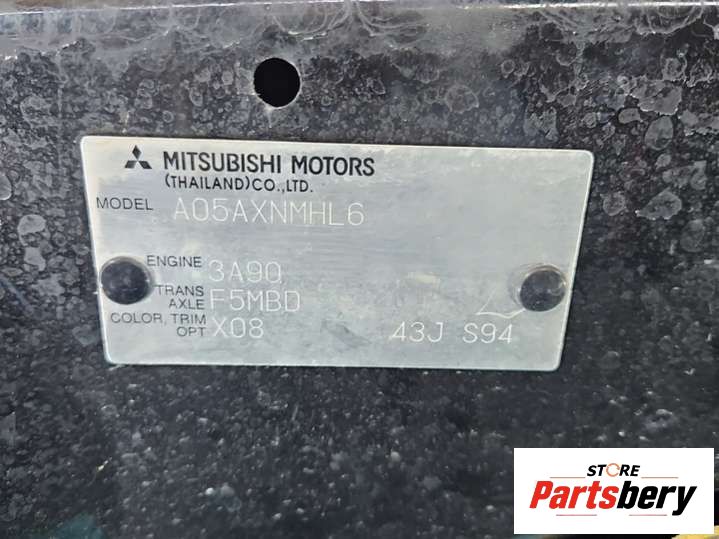 MITSUBISHI MOTORS
(THAILAND)CO.,LTD.
MODEL A05AXNMHL6
ENGINE 3A90
TRANS AXLE F5MBD
COLOR, TRIM OPT X08 A3J S94
STORE
Partsbery